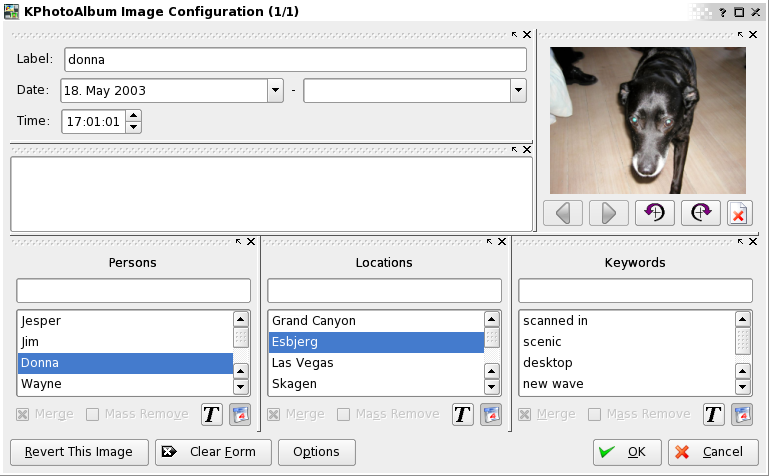 KPhotoAlbum Image Configuration (1/1)
Label: donna
Date: 18. May 2003 -
Time: 17:01:01
Persons
Jesper
Jim
Donna
Wayne
Merge Mass Remove T
Locations
Grand Canyon
Esbjerg
Las Vegas
Skagen
Merge Mass Remove T
Keywords
scanned in
scenic
desktop
new wave
Merge Mass Remove T
Revert This Image Clear Form Options OK Cancel